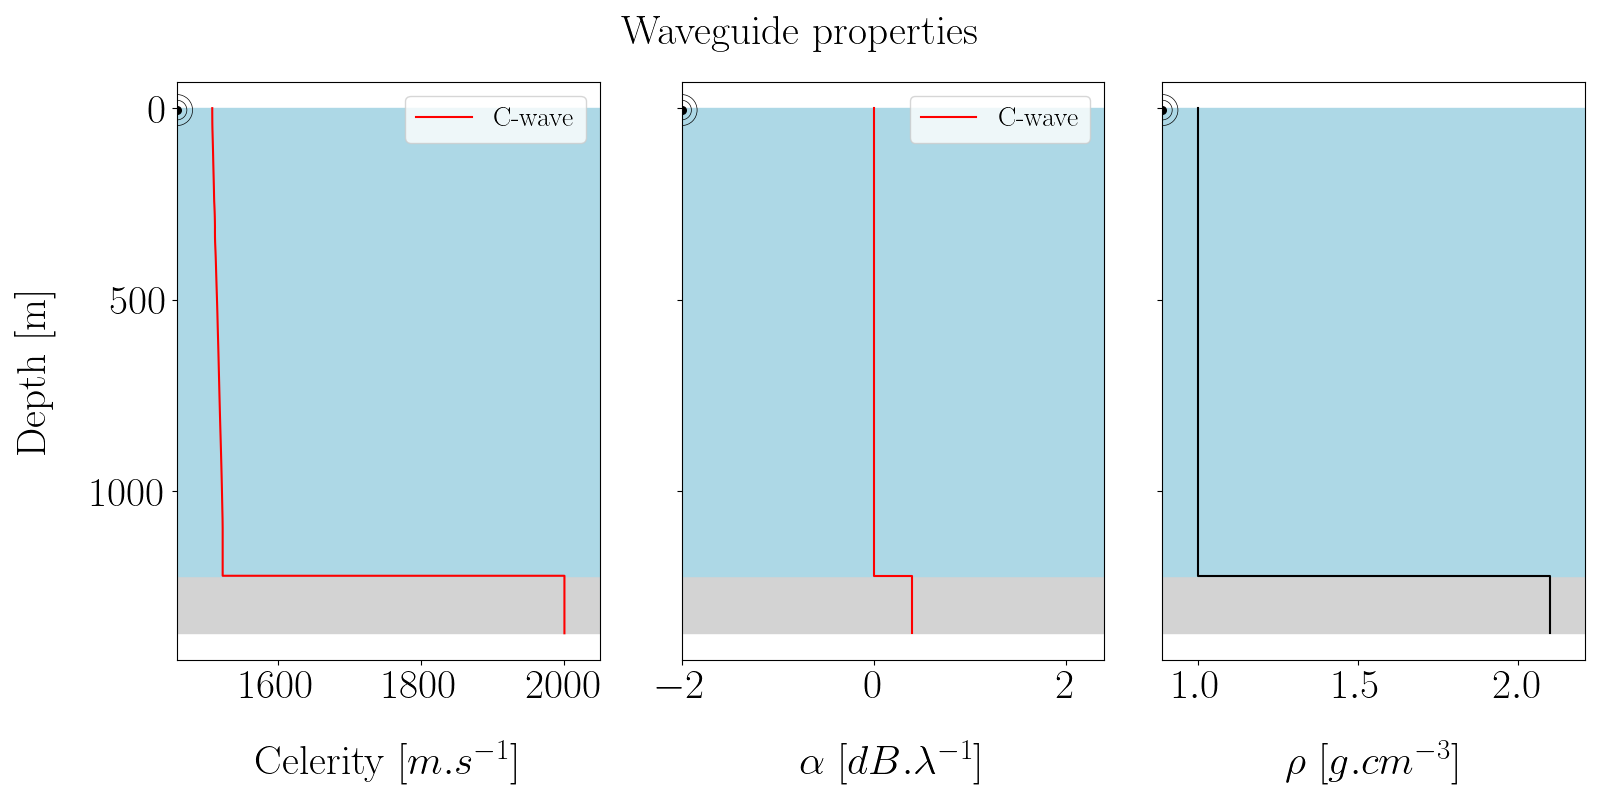 Waveguide properties
C-wave
C-wave
Depth [m]
0
500
1000
1600 1800 2000
−2 0 2
1.0 1.5 2.0
Celerity [m.s⁻¹]
α [dB.λ⁻¹]
ρ [g.cm⁻³]